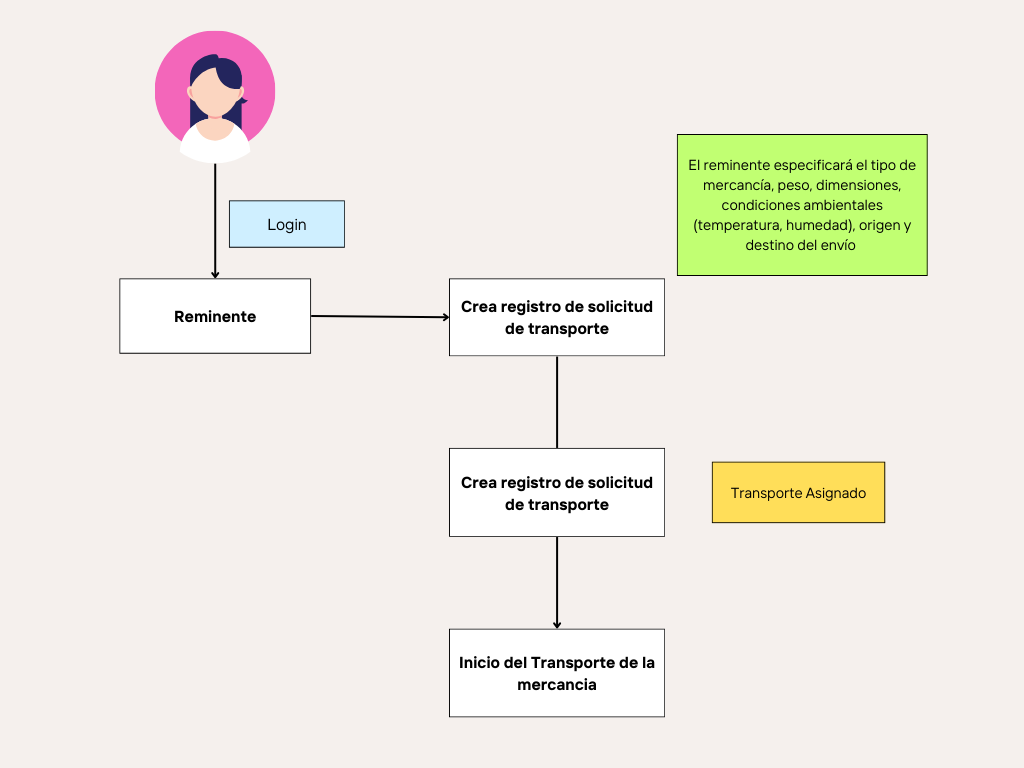 Login
El reminente especificará el tipo de
mercancía, peso, dimensiones,
condiciones ambientales
(temperatura, humedad), origen y
destino del envío
Reminente
Crea registro de solicitud
de transporte
Crea registro de solicitud
de transporte
Transporte Asignado
Inicio del Transporte de la
mercancia